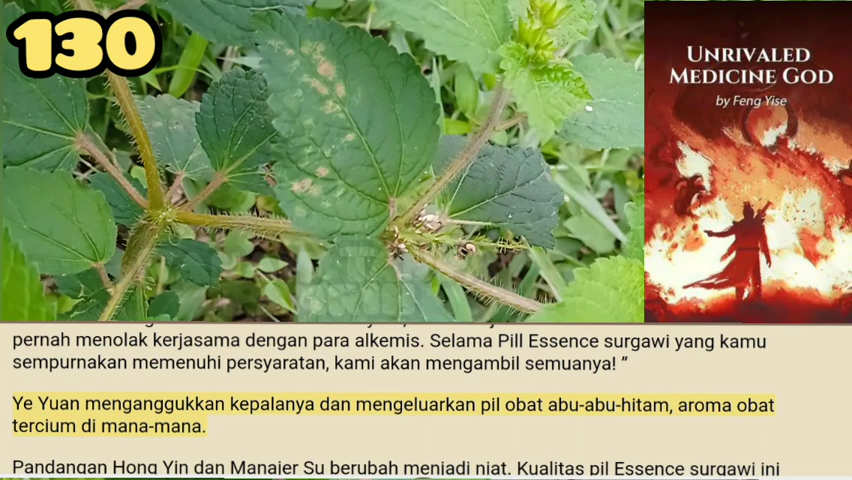 130
UNRIVALED
MEDICINE GOD
by Feng Yise
pernah menolak kerjasama dengan para alkemis. Selama Pill Essence surgawi yang kamu
sempurnakan memenuhi persyaratan, kami akan mengambil semuanya! ”
Ye Yuan menganggukkan kepalanya dan mengeluarkan pil obat abu-abu-hitam, aroma obat
tercium di mana-mana.
Pandangan Hong Yin dan Manajer Su berubah menjadi niat. Kualitas pil Essence surgawi ini